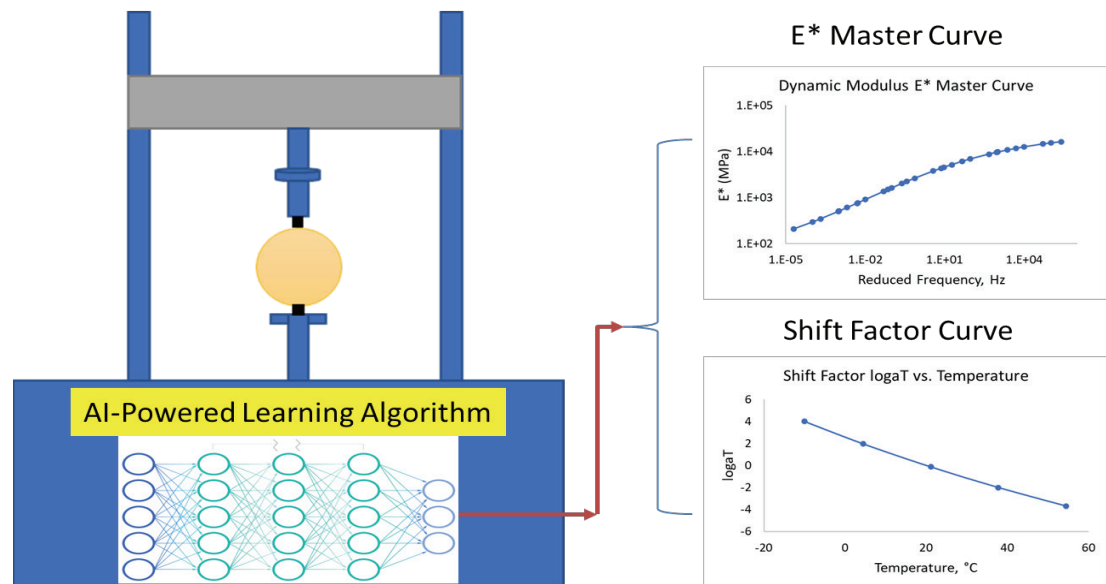 E* Master Curve
Dynamic Modulus E* Master Curve
1.E+05
1.E+04
1.E+03
1.E+02
E* (MPa)
1.E-05
1.E-02
1.E+01
1.E+04
Reduced Frequency, Hz
Shift Factor Curve
Shift Factor logaT vs. Temperature
6
4
2
0
-2
-4
-6
logaT
-20
0
20
40
60
Temperature, °C
AI-Powered Learning Algorithm